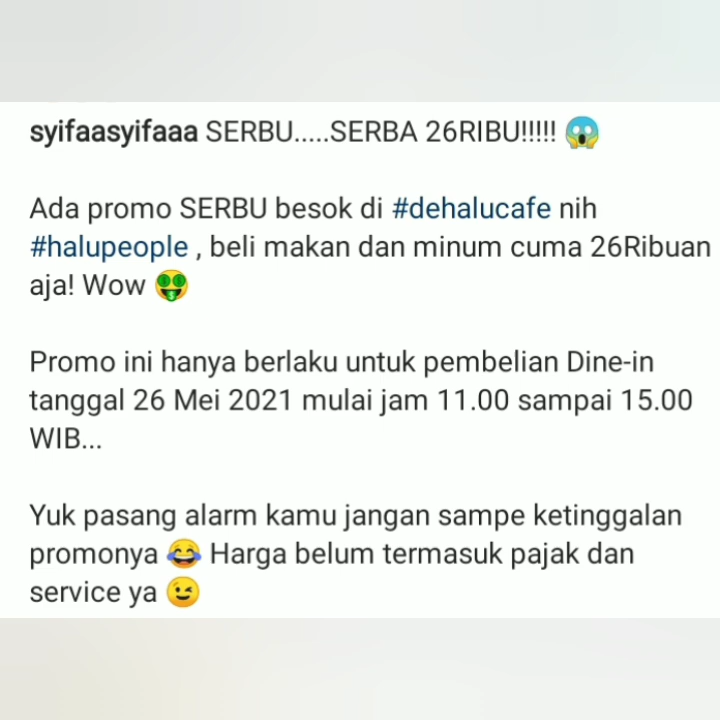 syifaasyifaaa SERBU.....SERBA 26RIBU!!!!! 😱
Ada promo SERBU besok di #dehalucafe nih
#halupeople , beli makan dan minum cuma 26Ribuan
aja! Wow 🤑
Promo ini hanya berlaku untuk pembelian Dine-in
tanggal 26 Mei 2021 mulai jam 11.00 sampai 15.00
WIB...
Yuk pasang alarm kamu jangan sampe ketinggalan
promonya 😂 Harga belum termasuk pajak dan
service ya 😉